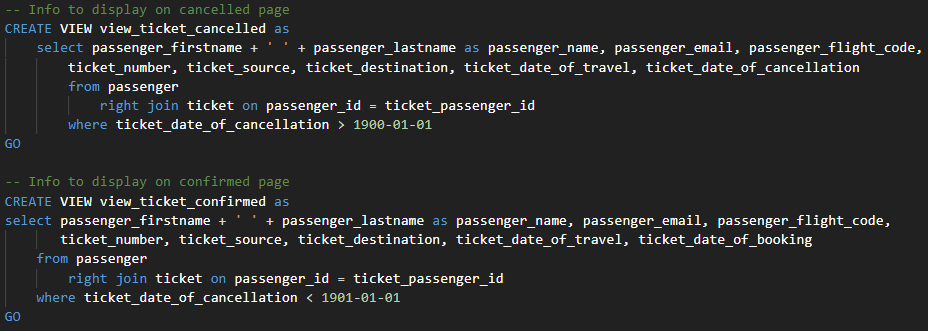 -- Info to display on cancelled page
CREATE VIEW view_ticket_cancelled as
select passenger_firstname + ' ' + passenger_lastname as passenger_name, passenger_email, passenger_flight_code,
ticket_number, ticket_source, ticket_destination, ticket_date_of_travel, ticket_date_of_cancellation
from passenger
right join ticket on passenger_id = ticket_passenger_id
where ticket_date_of_cancellation > 1900-01-01
GO
-- Info to display on confirmed page
CREATE VIEW view_ticket_confirmed as
select passenger_firstname + ' ' + passenger_lastname as passenger_name, passenger_email, passenger_flight_code,
ticket_number, ticket_source, ticket_destination, ticket_date_of_travel, ticket_date_of_booking
from passenger
right join ticket on passenger_id = ticket_passenger_id
where ticket_date_of_cancellation < 1901-01-01
GO